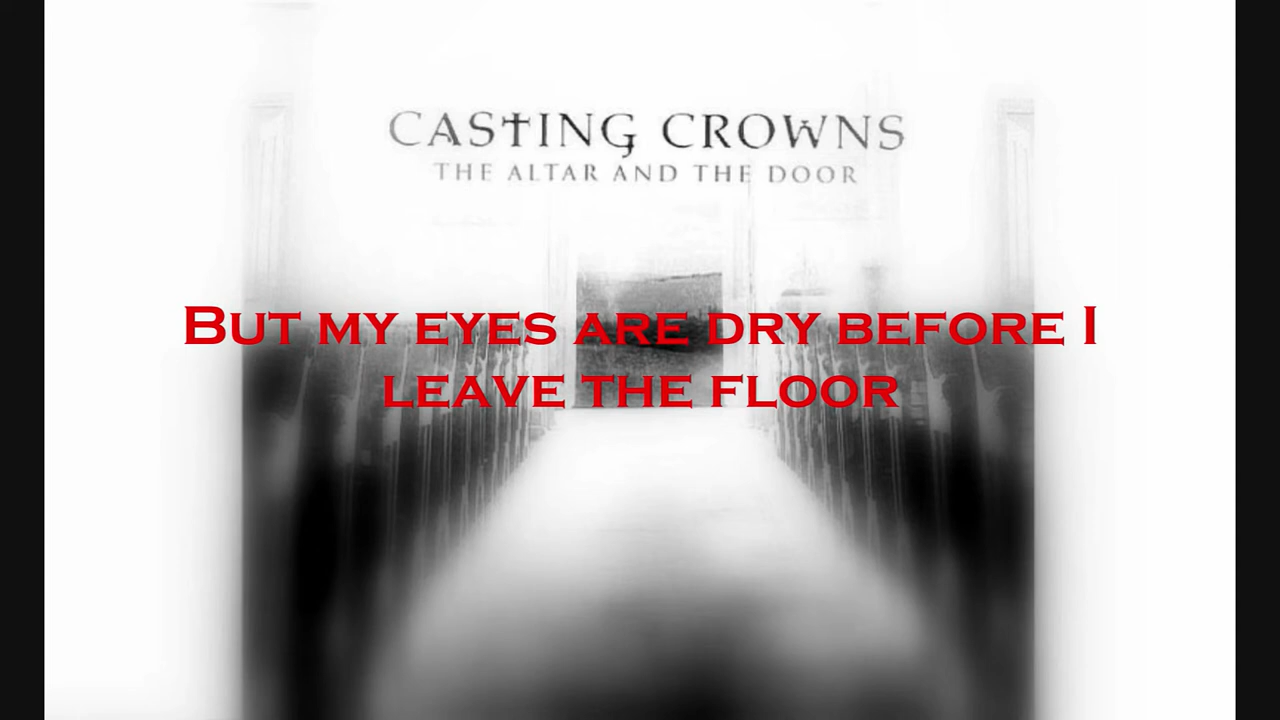 CASTING CROWNS
THE ALTAR AND THE DOOR
BUT MY EYES ARE DRY BEFORE I
LEAVE THE FLOOR